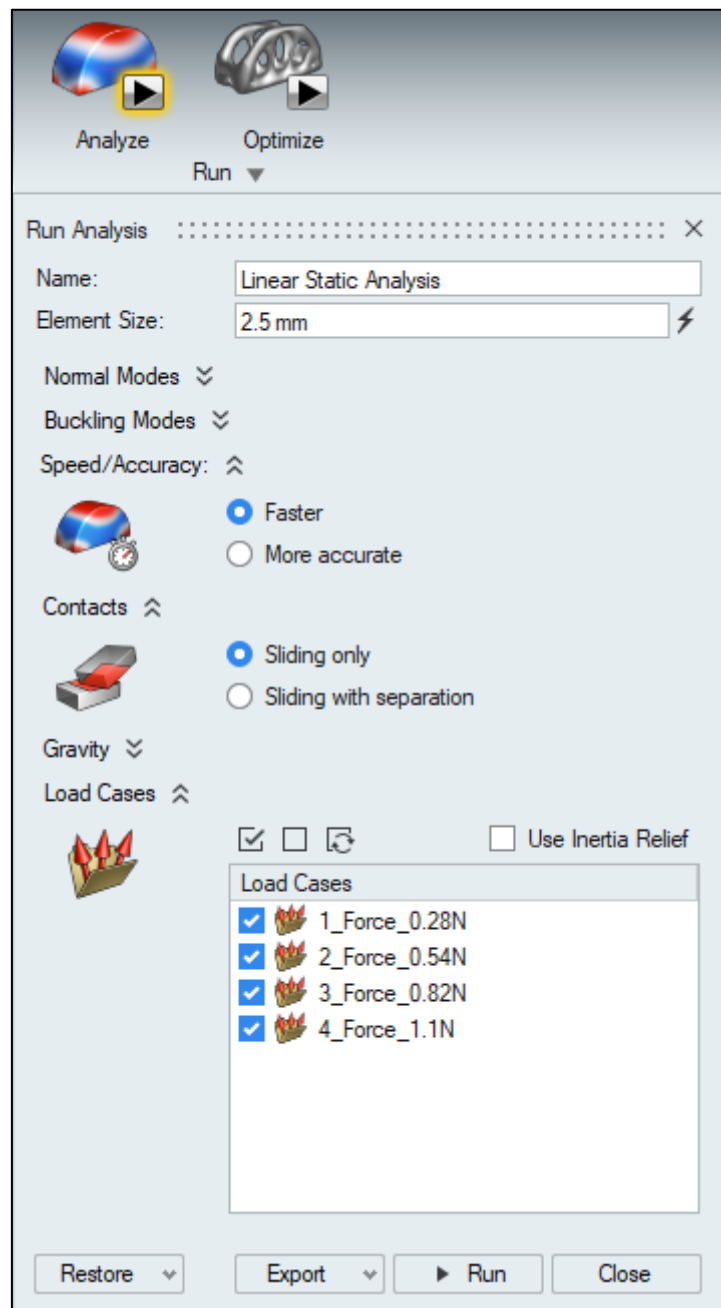 Analyze Optimize
Run
Run Analysis
Name: Linear Static Analysis
Element Size: 2.5 mm
Normal Modes
Buckling Modes
Speed/Accuracy:
Faster
More accurate
Contacts
Sliding only
Sliding with separation
Gravity
Load Cases
Use Inertia Relief
Load Cases
1_Force_0.28N
2_Force_0.54N
3_Force_0.82N
4_Force_1.1N
Restore Export Run Close